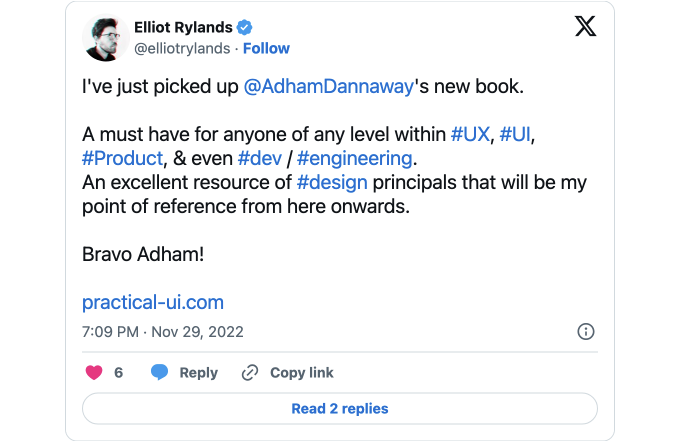 Elliot Rylands
@elliotrylands · Follow
I've just picked up @AdhamDannaway's new book.
A must have for anyone of any level within #UX, #UI,
#Product, & even #dev / #engineering.
An excellent resource of #design principals that will be my
point of reference from here onwards.
Bravo Adham!
practical-ui.com
7:09 PM · Nov 29, 2022
6 Reply Copy link
Read 2 replies